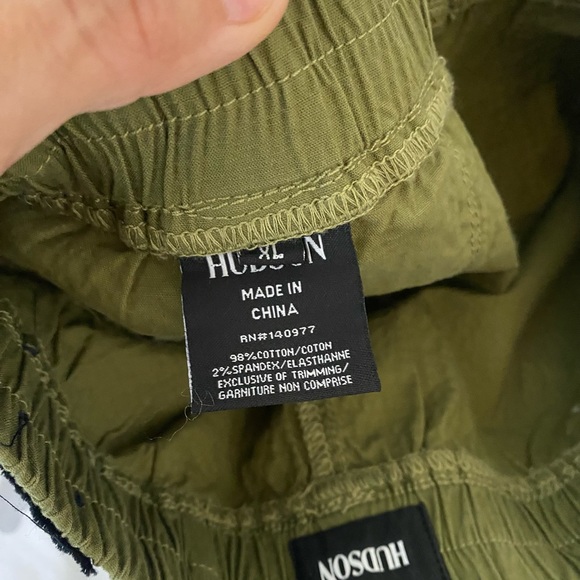 XL
HUDSON
MADE IN
CHINA
RN#140977
98%COTTON/COTON
2%SPANDEX/ELASTHANNE
EXCLUSIVE OF TRIMMING/
GARNITURE NON COMPRISE
HUDSON